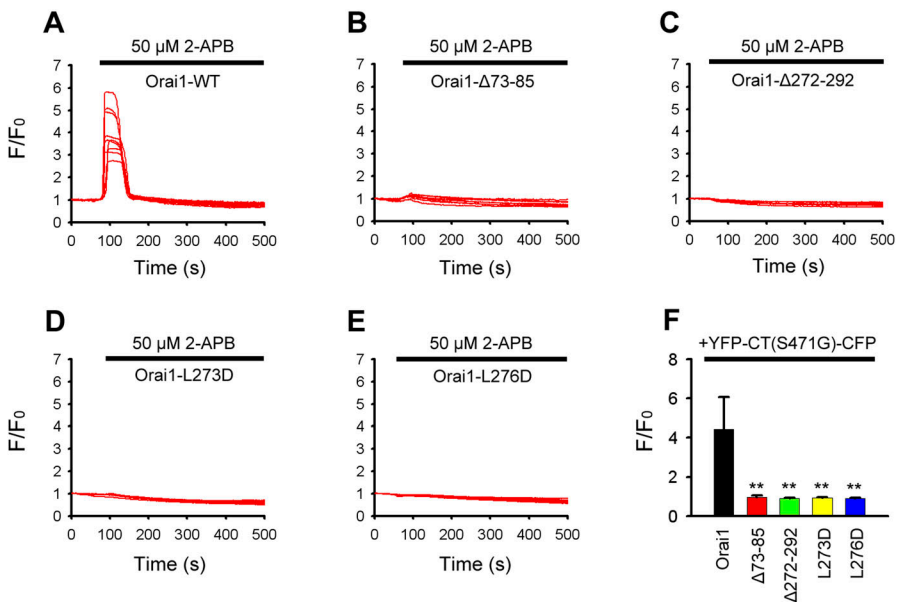 A
50 µM 2-APB
Orai1-WT
F/F0
7
6
5
4
3
2
1
0
0 100 200 300 400 500
Time (s)
B
50 µM 2-APB
Orai1-Δ73-85
7
6
5
4
3
2
1
0
0 100 200 300 400 500
Time (s)
C
50 µM 2-APB
Orai1-Δ272-292
7
6
5
4
3
2
1
0
0 100 200 300 400 500
Time (s)
D
50 µM 2-APB
Orai1-L273D
F/F0
7
6
5
4
3
2
1
0
0 100 200 300 400 500
Time (s)
E
50 µM 2-APB
Orai1-L276D
7
6
5
4
3
2
1
0
0 100 200 300 400 500
Time (s)
F
+YFP-CT(S471G)-CFP
F/F0
8
6
4
2
0
** ** ** **
Orai1
Δ73-85
Δ272-292
L273D
L276D